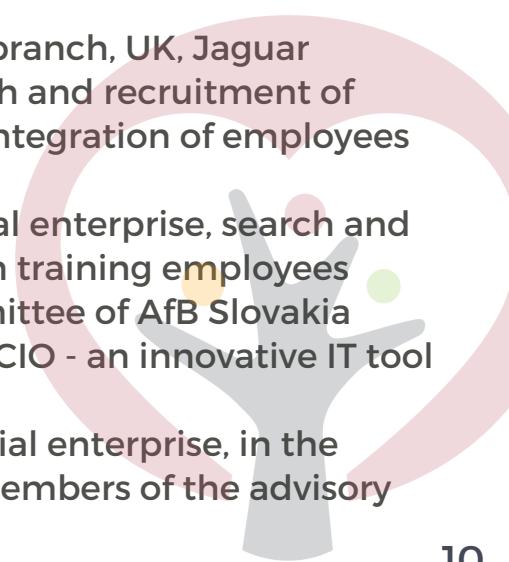 branch, UK, Jaguar
h and recruitment of
ntegration of employees
al enterprise, search and
n training employees
mittee of AfB Slovakia
CIO - an innovative IT tool
ial enterprise, in the
embers of the advisory
10